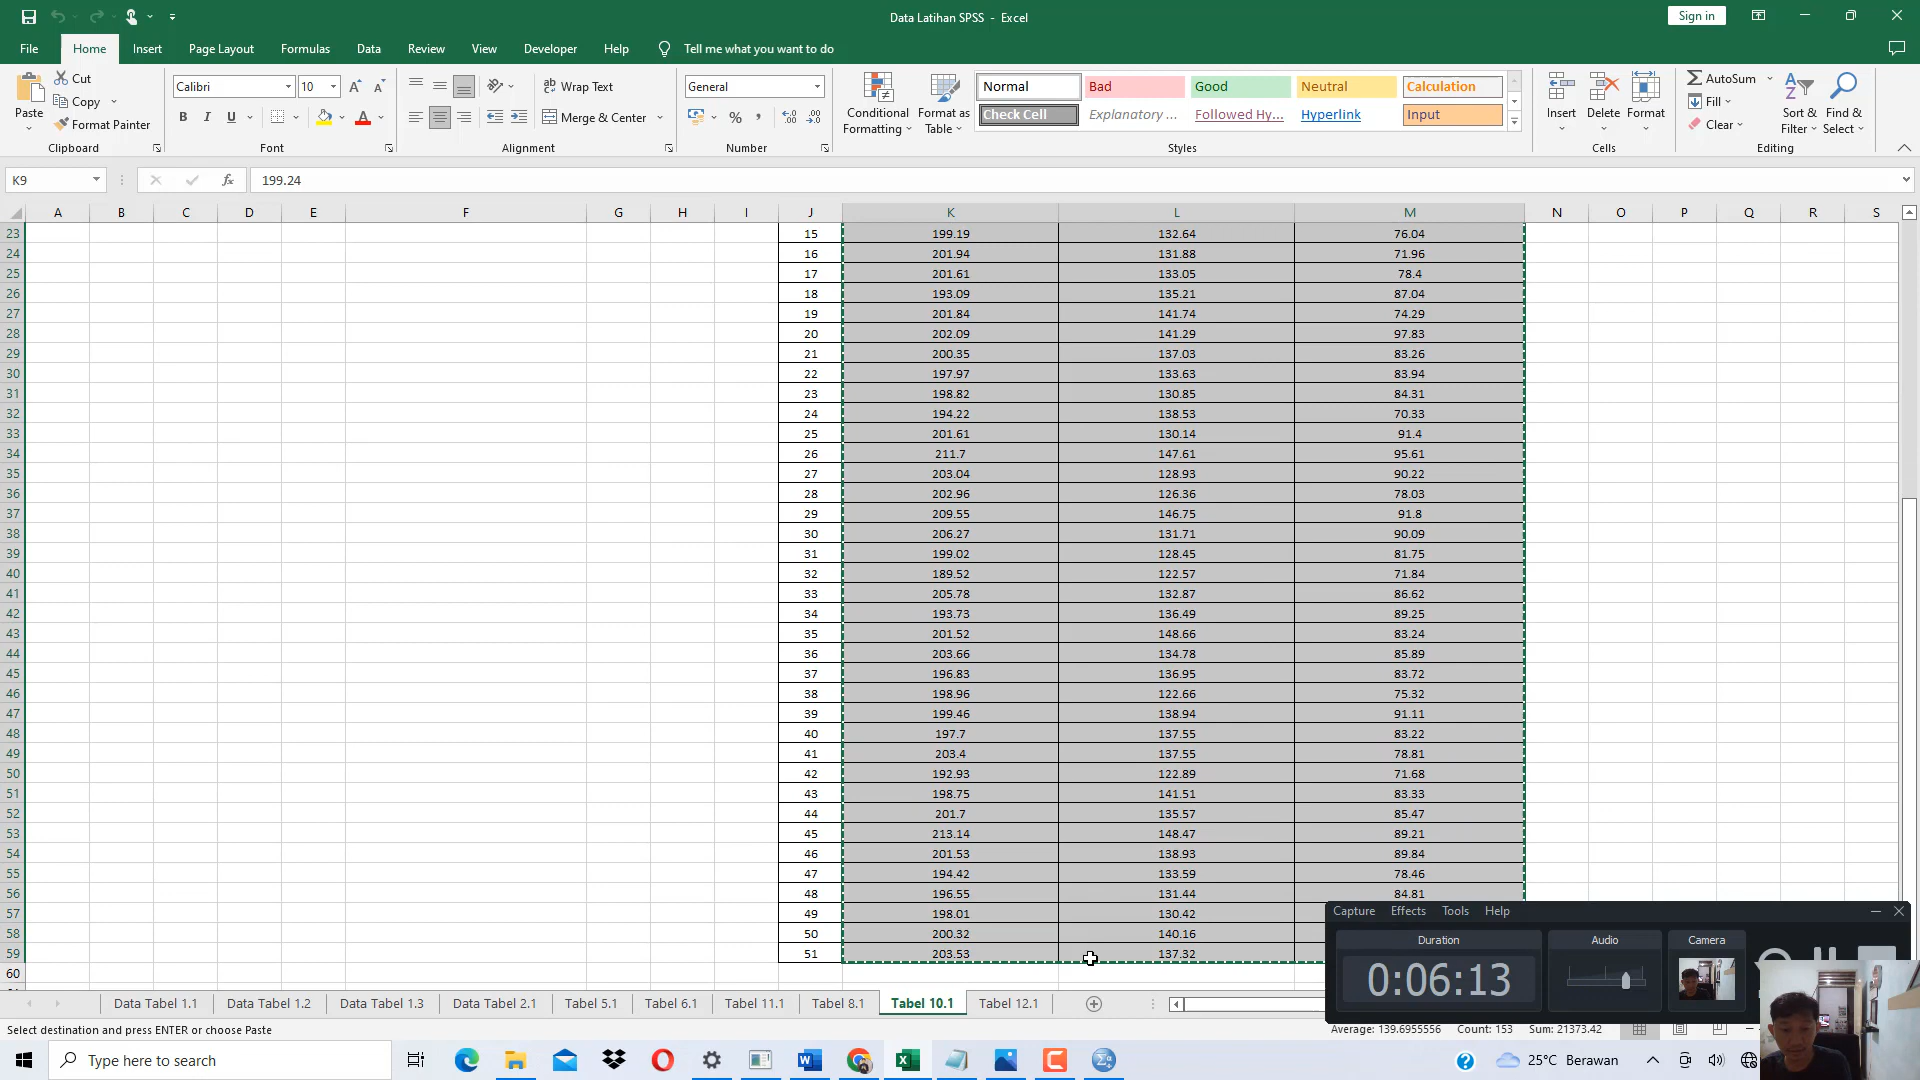 Data Latihan SPSS - Excel
Sign in
File Home Insert Page Layout Formulas Data Review View Developer Help Tell me what you want to do
Paste
Cut
Copy
Format Painter
Clipboard
Calibri 10
B I U
Font
Wrap Text
Merge & Center
Alignment
General
Number
Conditional Formatting
Format as Table
Normal Bad Good Neutral Calculation
Check Cell Explanatory ... Followed Hy... Hyperlink Input
Styles
Insert Delete Format
Cells
AutoSum
Fill
Clear
Sort & Filter
Find & Select
Editing
K9 fx 199.24
A B C D E F G H I J K L M N O P Q R S
23 15 199.19 132.64 76.04
24 16 201.94 131.88 71.96
25 17 201.61 133.05 78.4
26 18 193.09 135.21 87.04
27 19 201.84 141.74 74.29
28 20 202.09 141.29 97.83
29 21 200.35 137.03 83.26
30 22 197.97 133.63 83.94
31 23 198.82 130.85 84.31
32 24 194.22 138.53 70.33
33 25 201.61 130.14 91.4
34 26 211.7 147.61 95.61
35 27 203.04 128.93 90.22
36 28 202.96 126.36 78.03
37 29 209.55 146.75 91.8
38 30 206.27 131.71 90.09
39 31 199.02 128.45 81.75
40 32 189.52 122.57 71.84
41 33 205.78 132.87 86.62
42 34 193.73 136.49 89.25
43 35 201.52 148.66 83.24
44 36 203.66 134.78 85.89
45 37 196.83 136.95 83.72
46 38 198.96 122.66 75.32
47 39 199.46 138.94 91.11
48 40 197.7 137.55 83.22
49 41 203.4 137.55 78.81
50 42 192.93 122.89 71.68
51 43 198.75 141.51 83.33
52 44 201.7 135.57 85.47
53 45 213.14 148.47 89.21
54 46 201.53 138.93 89.84
55 47 194.42 133.59 78.46
56 48 196.55 131.44 84.81
57 49 198.01 130.42
58 50 200.32 140.16
59 51 203.53 137.32
60
Capture Effects Tools Help
Duration Audio Camera
0:06:13
Data Tabel 1.1 Data Tabel 1.2 Data Tabel 1.3 Data Tabel 2.1 Tabel 5.1 Tabel 6.1 Tabel 11.1 Tabel 8.1 Tabel 10.1 Tabel 12.1
Select destination and press ENTER or choose Paste
Average: 139.6955556 Count: 153 Sum: 21373.42
Type here to search
25°C Berawan